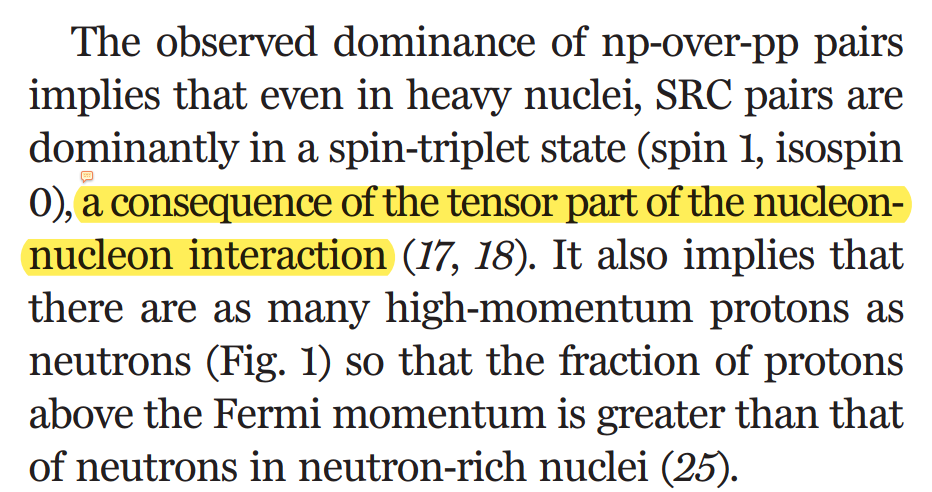 The observed dominance of np-over-pp pairs
implies that even in heavy nuclei, SRC pairs are
dominantly in a spin-triplet state (spin 1, isospin
0), a consequence of the tensor part of the nucleon-
nucleon interaction (17, 18). It also implies that
there are as many high-momentum protons as
neutrons (Fig. 1) so that the fraction of protons
above the Fermi momentum is greater than that
of neutrons in neutron-rich nuclei (25).